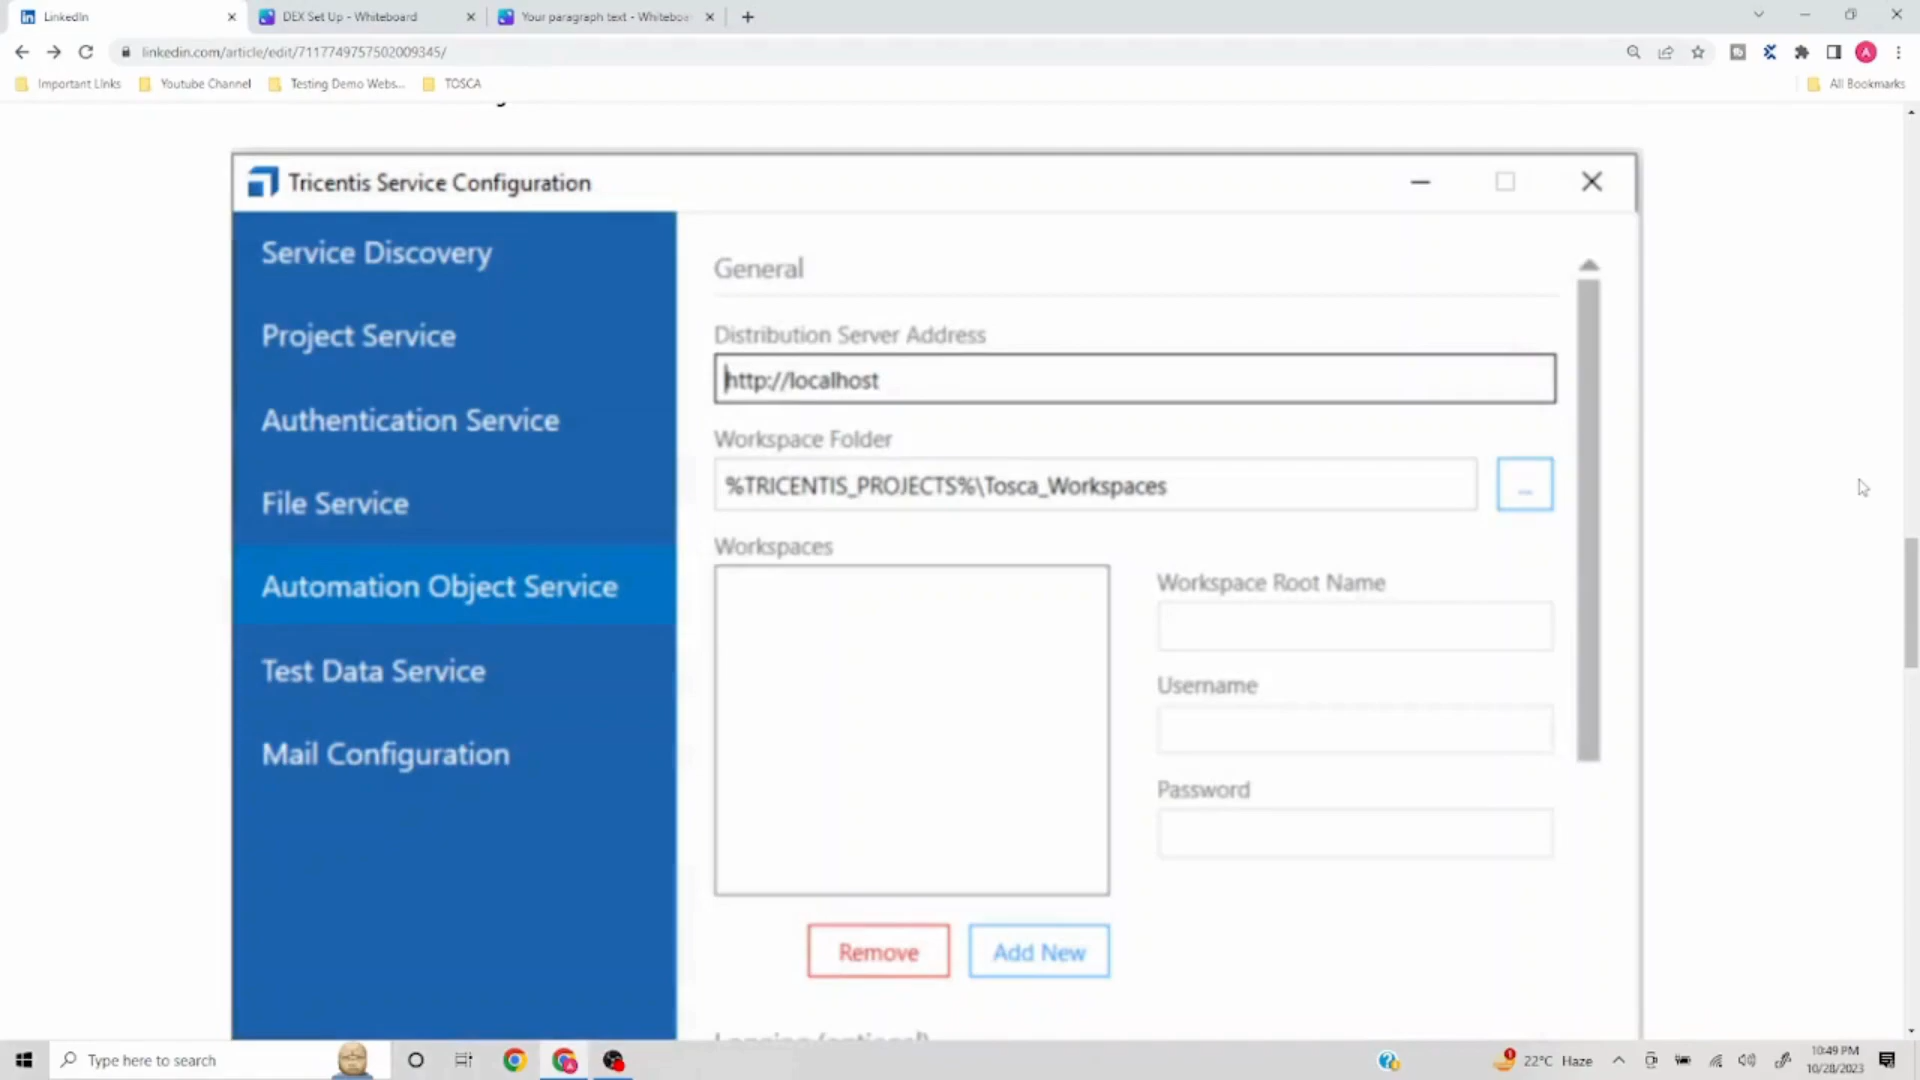 LinkedIn
DEX Set Up - Whiteboard
Your paragraph text - Whiteboa
linkedin.com/article/edit/7117749757502009345/
Important Links
Youtube Channel
Testing Demo Webs...
TOSCA
All Bookmarks
Tricentis Service Configuration
Service Discovery
Project Service
Authentication Service
File Service
Automation Object Service
Test Data Service
Mail Configuration
General
Distribution Server Address
http://localhost
Workspace Folder
%TRICENTIS_PROJECTS%\Tosca_Workspaces
...
Workspaces
Workspace Root Name
Username
Password
Remove
Add New
Logging (optional)
Type here to search
22°C Haze
10:49 PM
10/28/2023